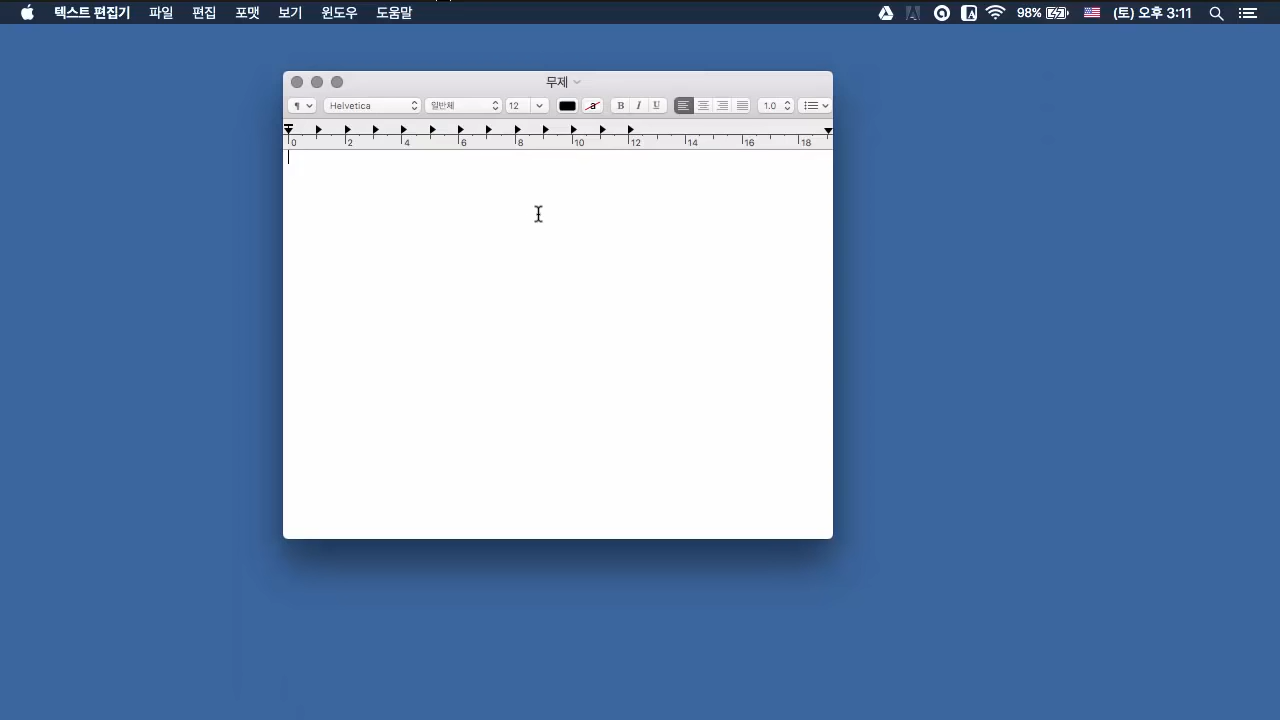 텍스트 편집기 파일 편집 포맷 보기 윈도우 도움말 98% (토) 오후 3:11
무제
¶ Helvetica 일반체 12 a B I U 1.0
0 2 4 6 8 10 12 14 16 18